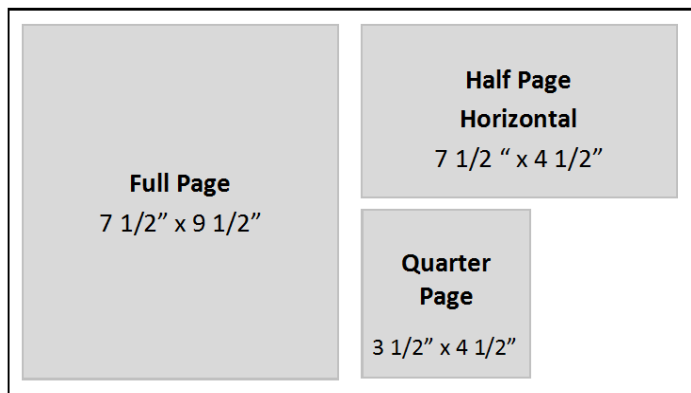 Full Page
7 1/2” x 9 1/2”
Half Page
Horizontal
7 1/2 “ x 4 1/2”
Quarter
Page
3 1/2” x 4 1/2”